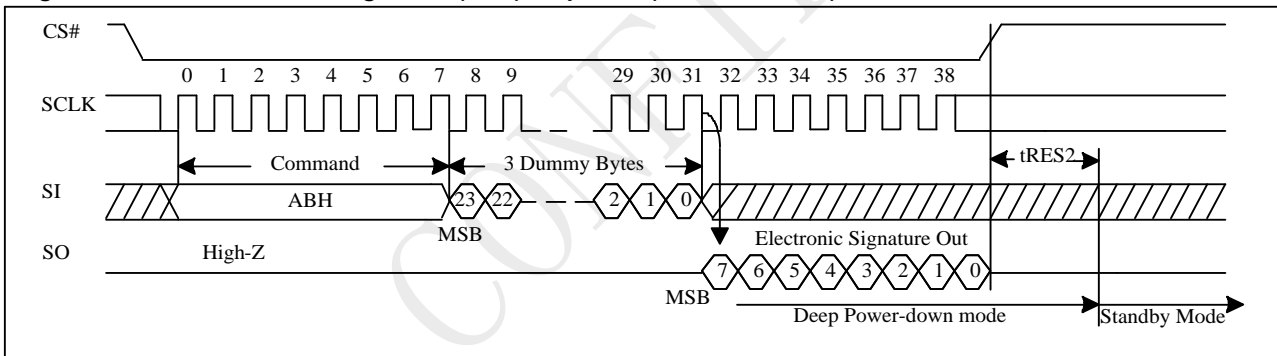 CS#
0 1 2 3 4 5 6 7 8 9 29 30 31 32 33 34 35 36 37 38
SCLK
Command 3 Dummy Bytes tRES2
SI ABH 23 22 2 1 0
MSB
SO High-Z Electronic Signature Out
7 6 5 4 3 2 1 0
MSB
Deep Power-down mode Standby Mode